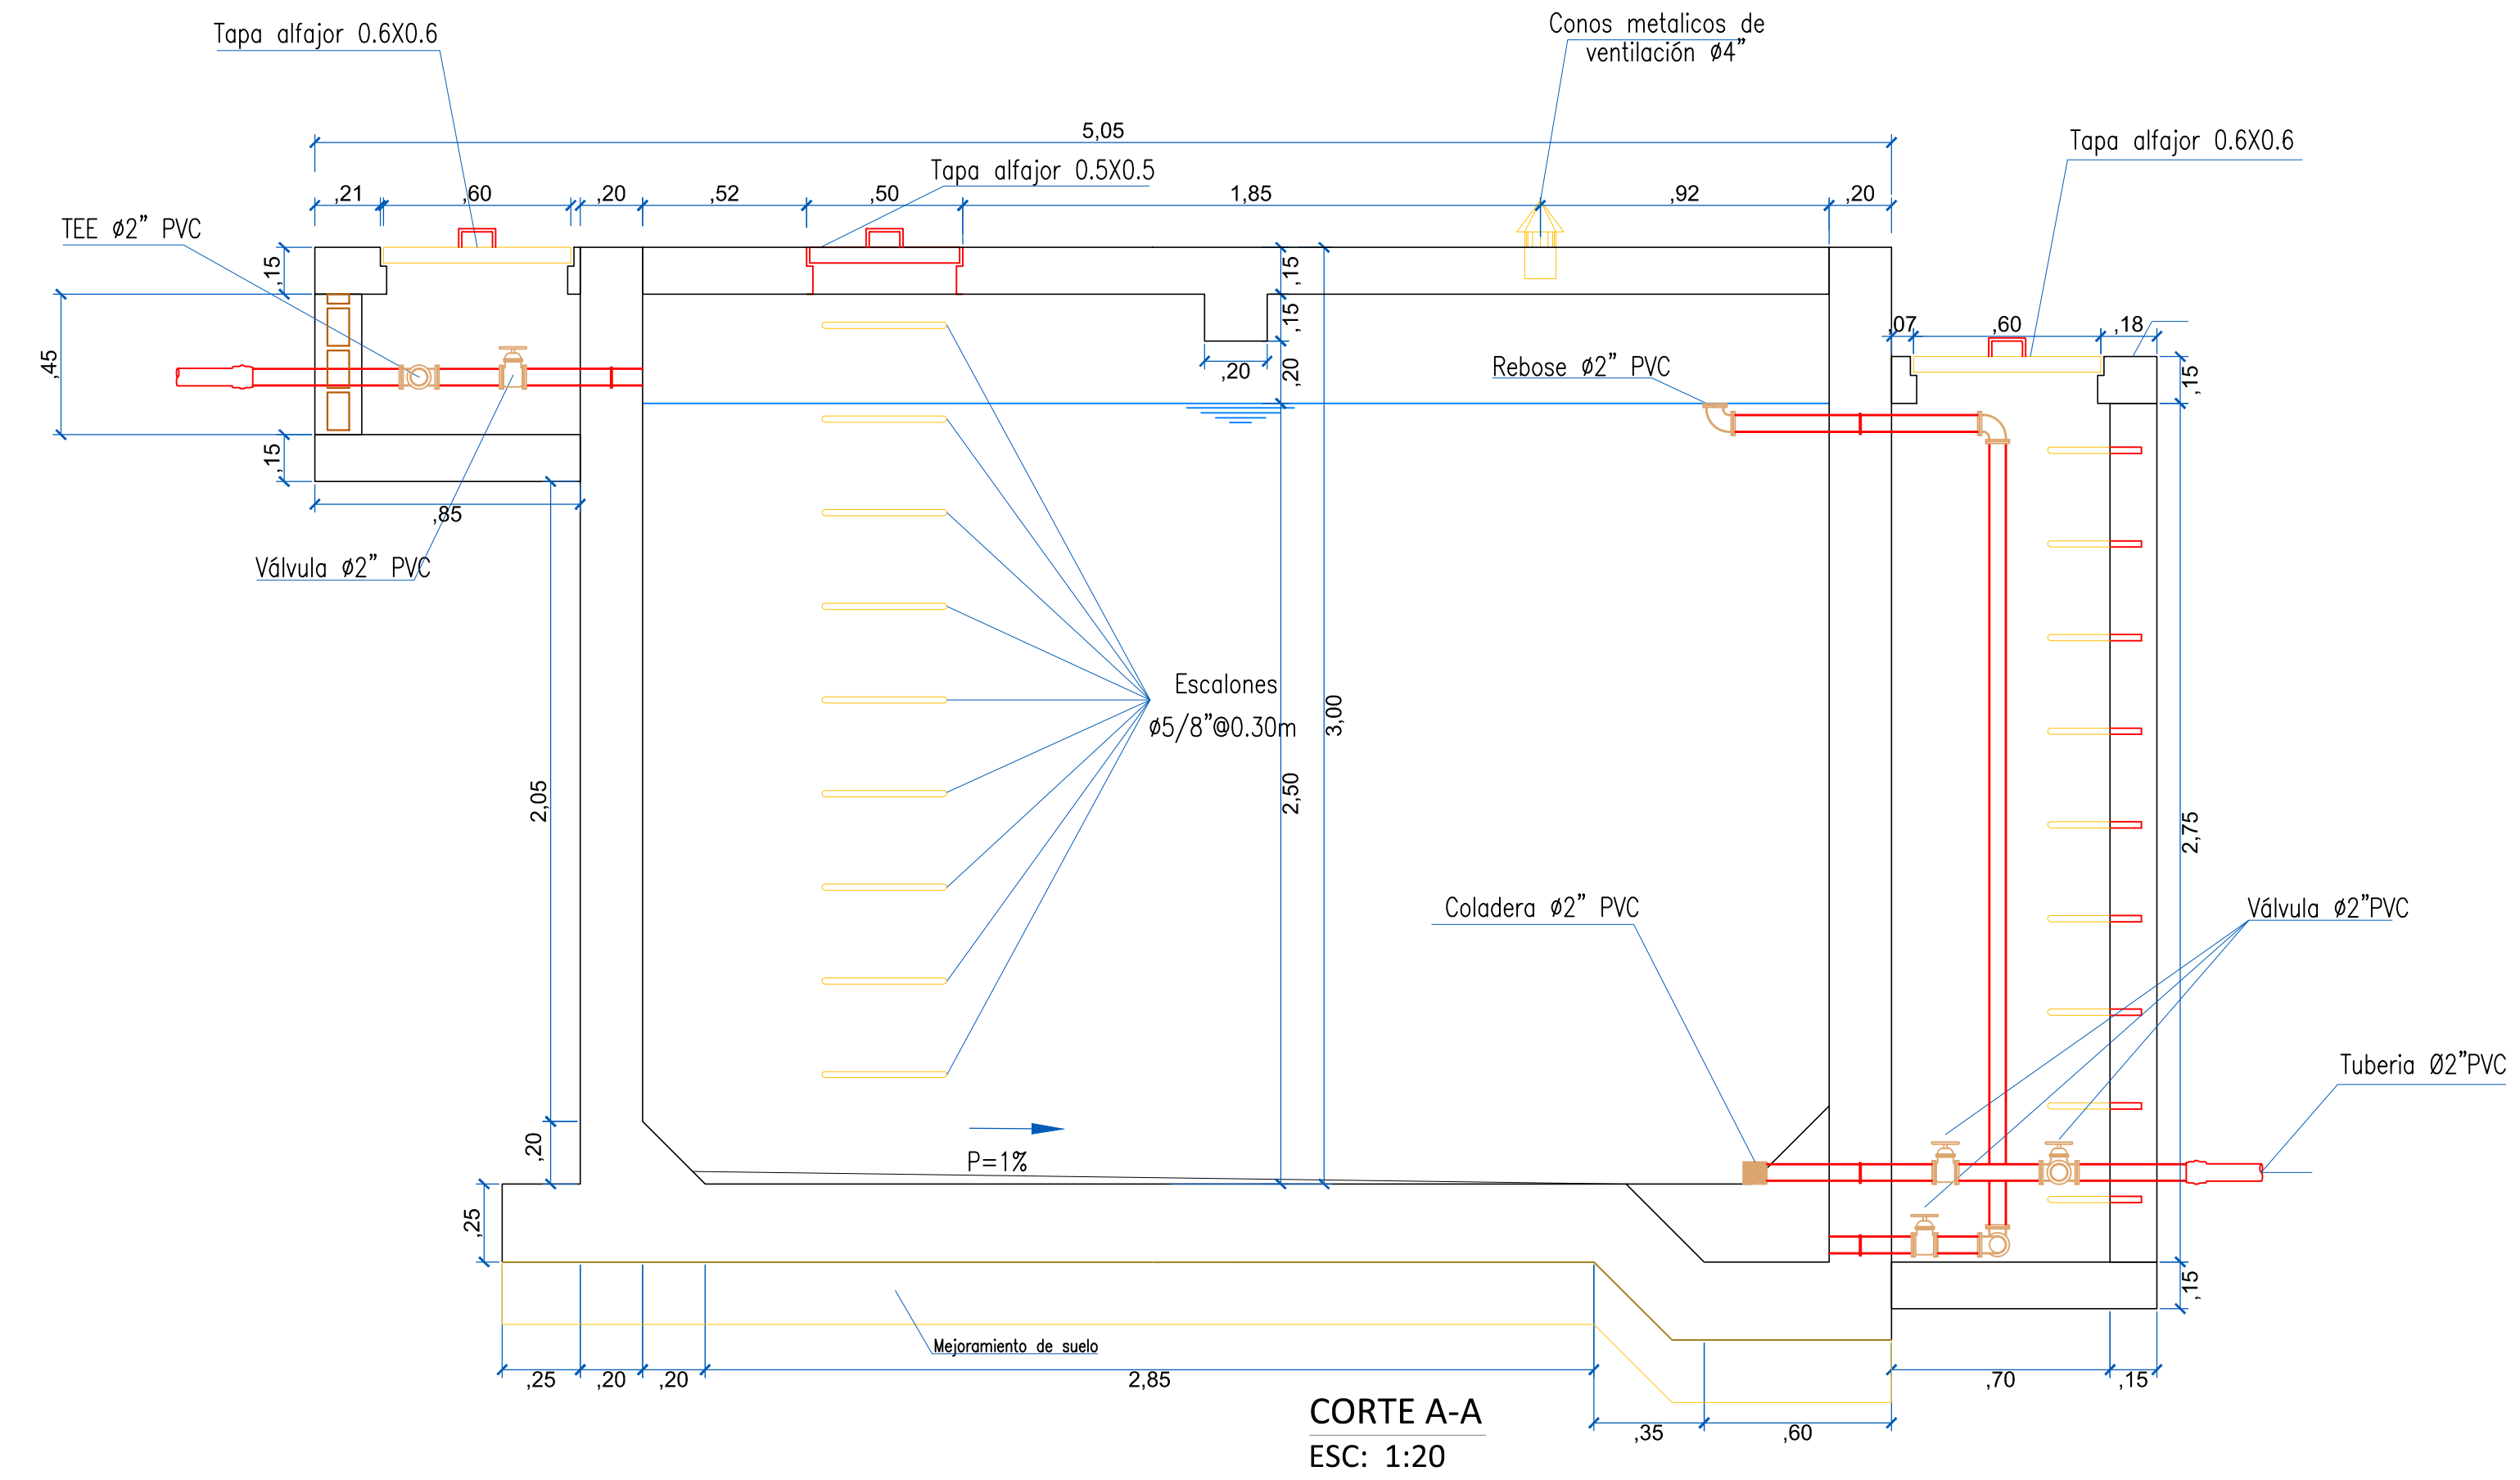 Conos metalicos de
ventilación ø4”
Tapa alfajor 0.6X0.6
5,05
Tapa alfajor 0.6X0.6
Tapa alfajor 0.5X0.5
,21
,60
,20
,52
,50
1,85
,92
,20
TEE ø2” PVC
,15
,15
,15
,20
,20
,45
,15
,85
Rebose ø2” PVC
,07
,60
,18
,15
Válvula ø2” PVC
Escalones
ø5/8”@0.30m
3,00
2,50
2,05
2,75
Coladera ø2” PVC
Válvula ø2”PVC
Tuberia Ø2”PVC
P=1%
,20
,25
,15
Mejoramiento de suelo
,25
,20
,20
2,85
,70
,15
,35
,60
CORTE A-A
ESC: 1:20